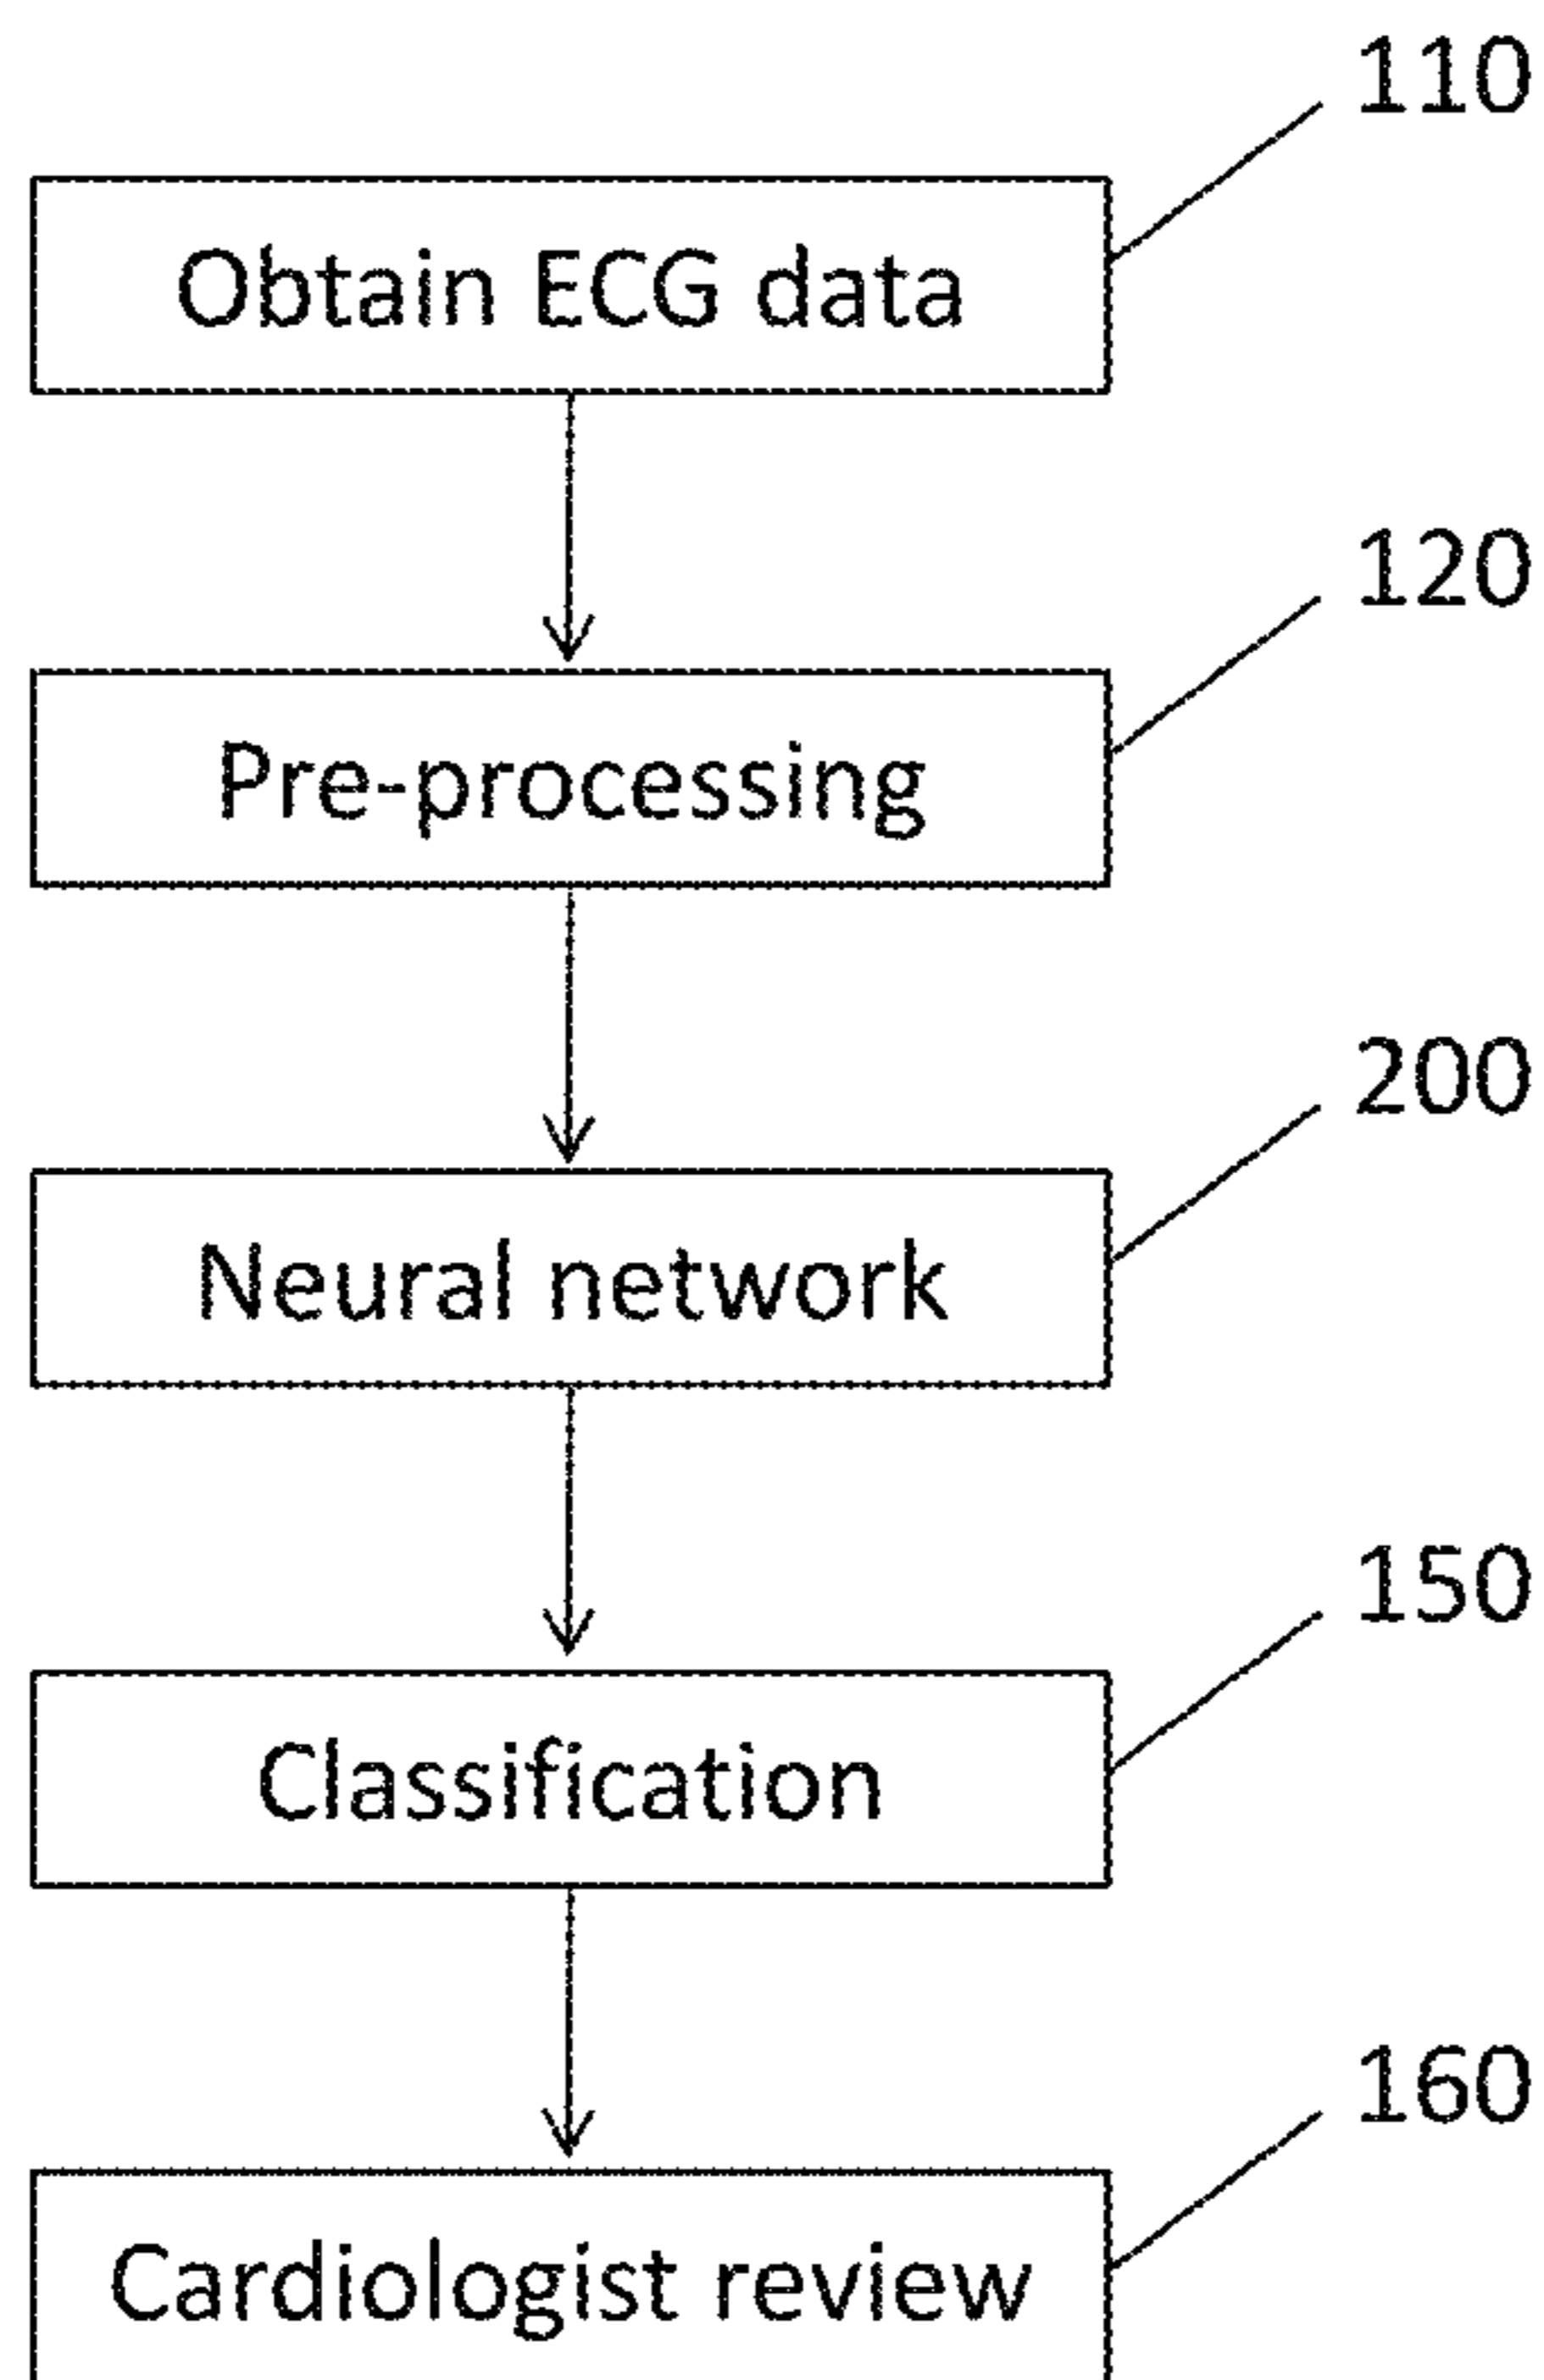 110
Obtain ECG data
120
Pre-processing
200
Neural network
150
Classification
160
Cardiologist review